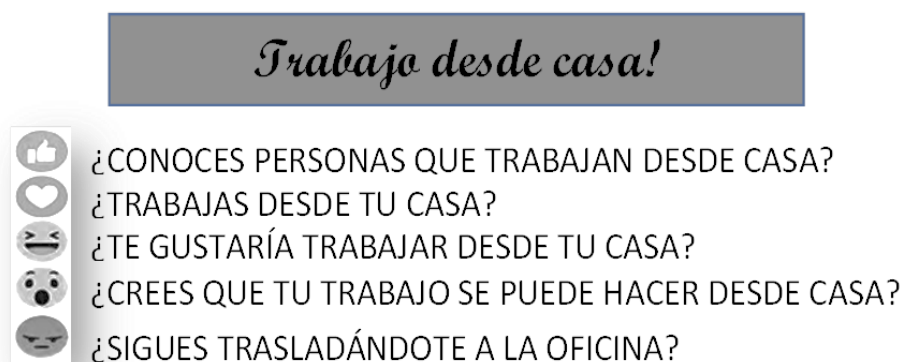 Trabajo desde casa!
¿CONOCES PERSONAS QUE TRABAJAN DESDE CASA?
¿TRABAJAS DESDE TU CASA?
¿TE GUSTARÍA TRABAJAR DESDE TU CASA?
¿CREES QUE TU TRABAJO SE PUEDE HACER DESDE CASA?
¿SIGUES TRASLADÁNDOTE A LA OFICINA?